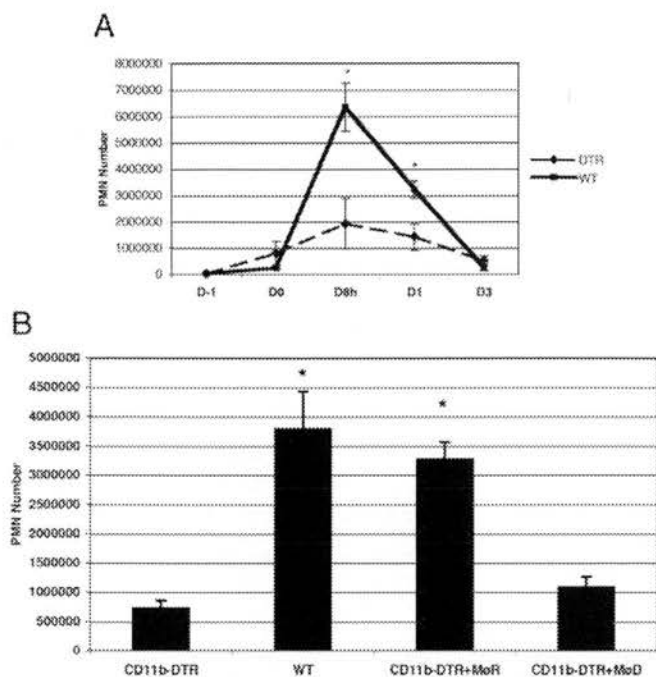 A
8000000
7000000
6000000
5000000
4000000
3000000
2000000
1000000
0
PMN Number
D-1
D0
D8h
D1
D3
DTR
WT
*
*
B
5000000
4500000
4000000
3500000
3000000
2500000
2000000
1500000
1000000
500000
0
PMN Number
*
*
CD11b-DTR
WT
CD11b-DTR+MøR
CD11b-DTR+MøD